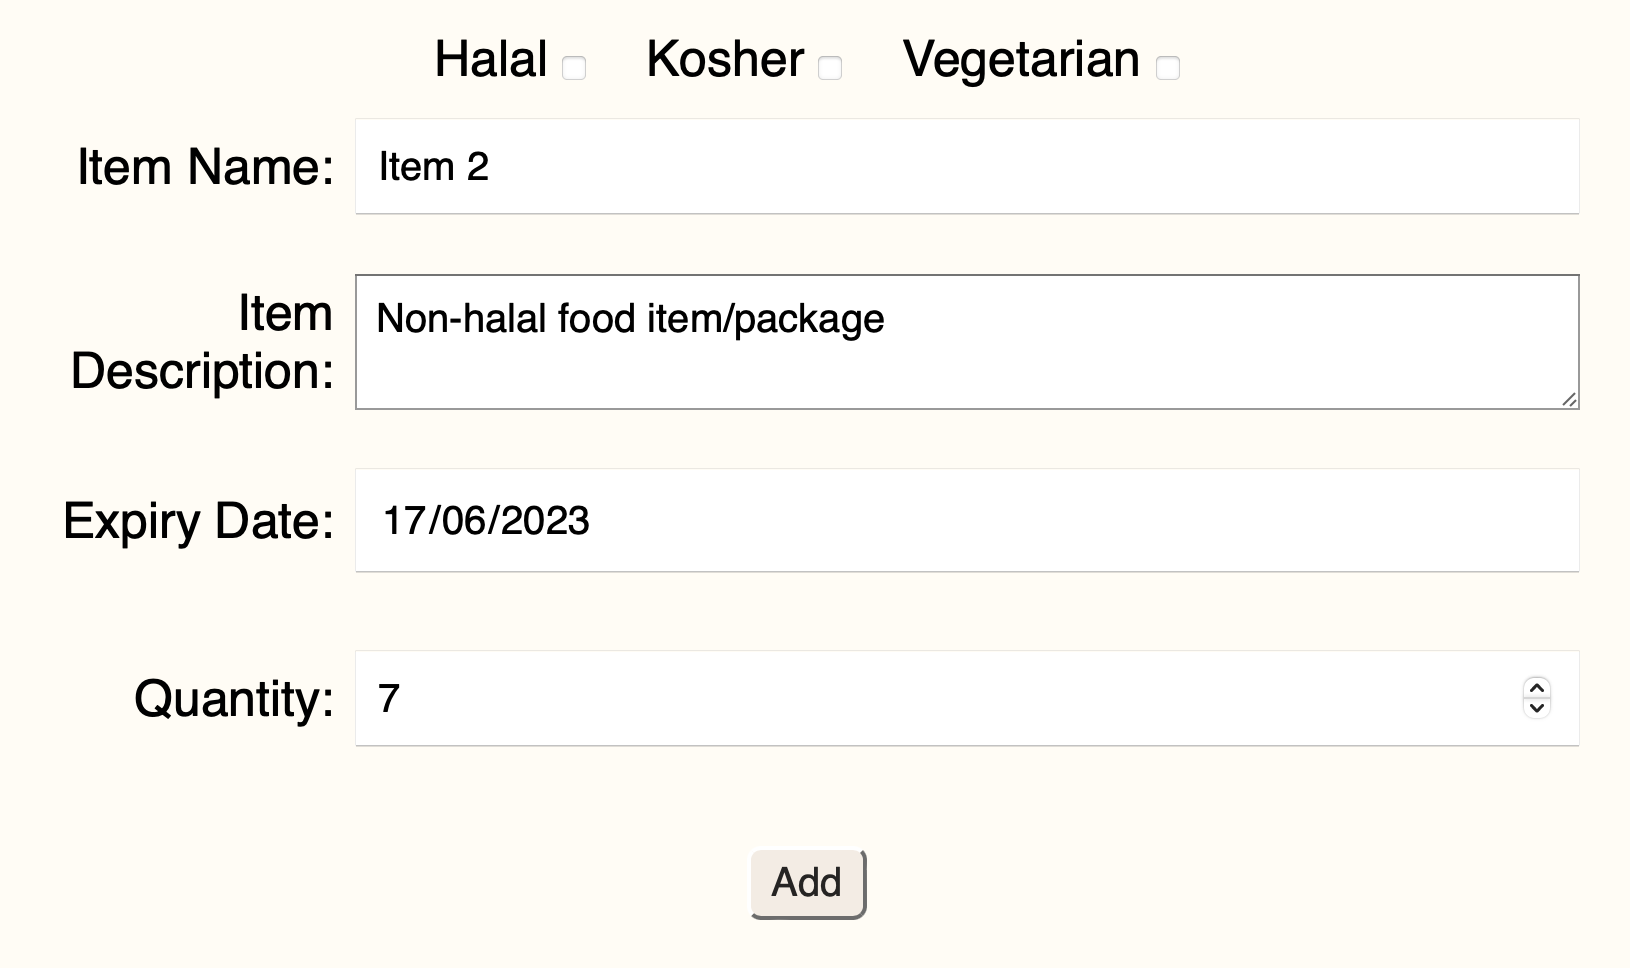 Halal Kosher Vegetarian
Item Name: Item 2
Item Description: Non-halal food item/package
Expiry Date: 17/06/2023
Quantity: 7
Add